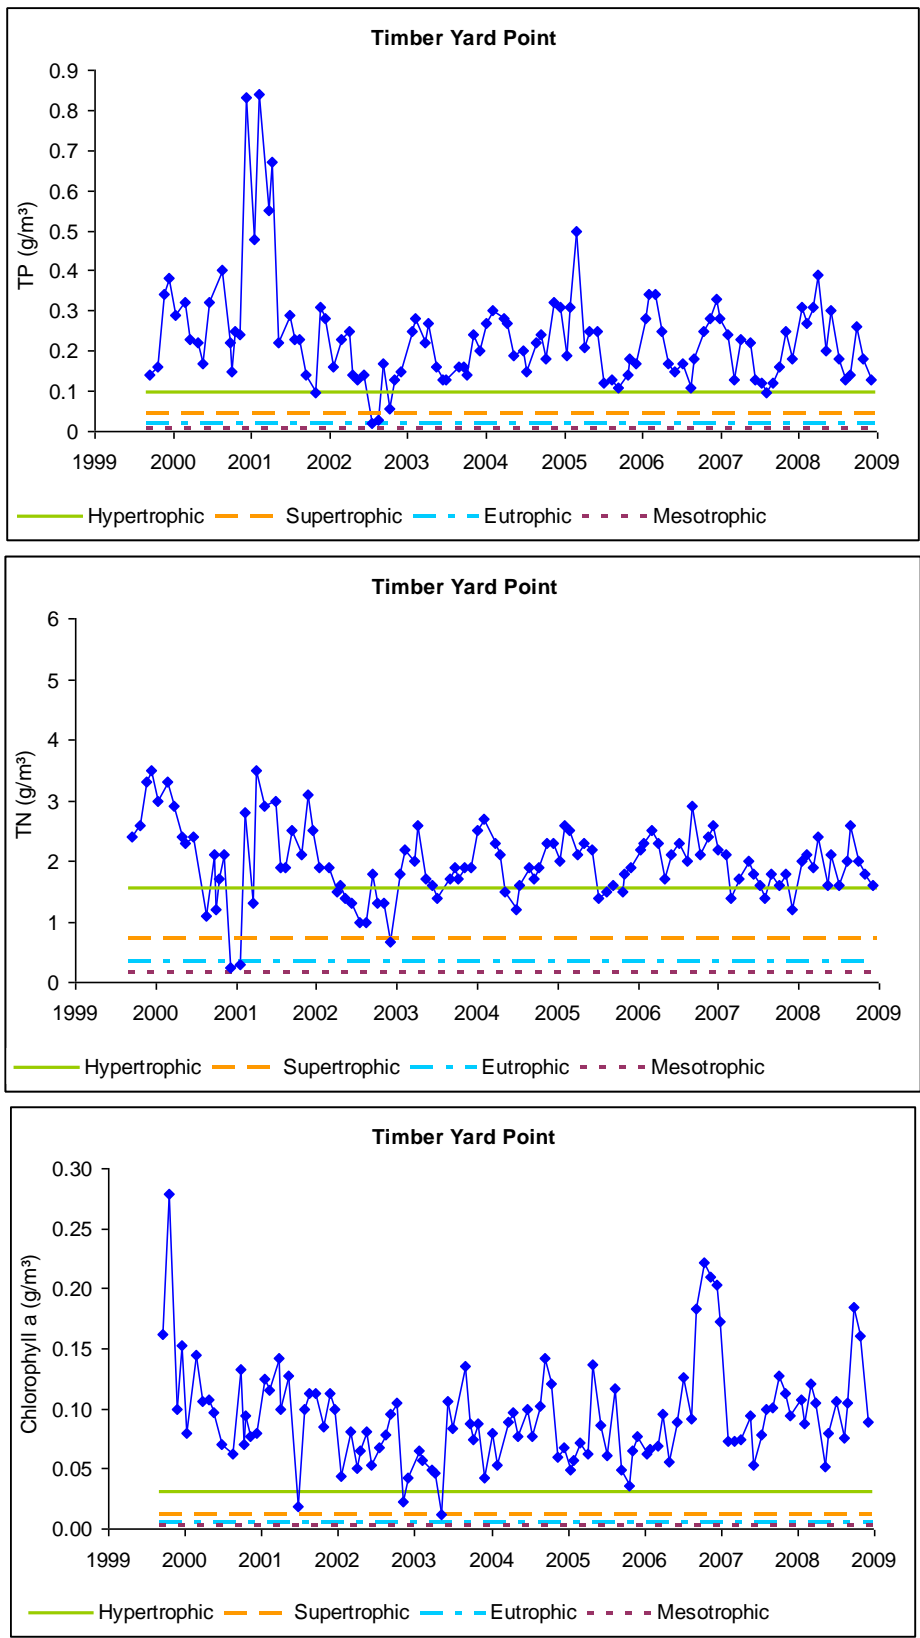 Timber Yard Point
TP (g/m³)
0.9
0.8
0.7
0.6
0.5
0.4
0.3
0.2
0.1
0
1999 2000 2001 2002 2003 2004 2005 2006 2007 2008 2009
Hypertrophic Supertrophic Eutrophic Mesotrophic
Timber Yard Point
TN (g/m³)
6
5
4
3
2
1
0
1999 2000 2001 2002 2003 2004 2005 2006 2007 2008 2009
Hypertrophic Supertrophic Eutrophic Mesotrophic
Timber Yard Point
Chlorophyll a (g/m³)
0.30
0.25
0.20
0.15
0.10
0.05
0.00
1999 2000 2001 2002 2003 2004 2005 2006 2007 2008 2009
Hypertrophic Supertrophic Eutrophic Mesotrophic